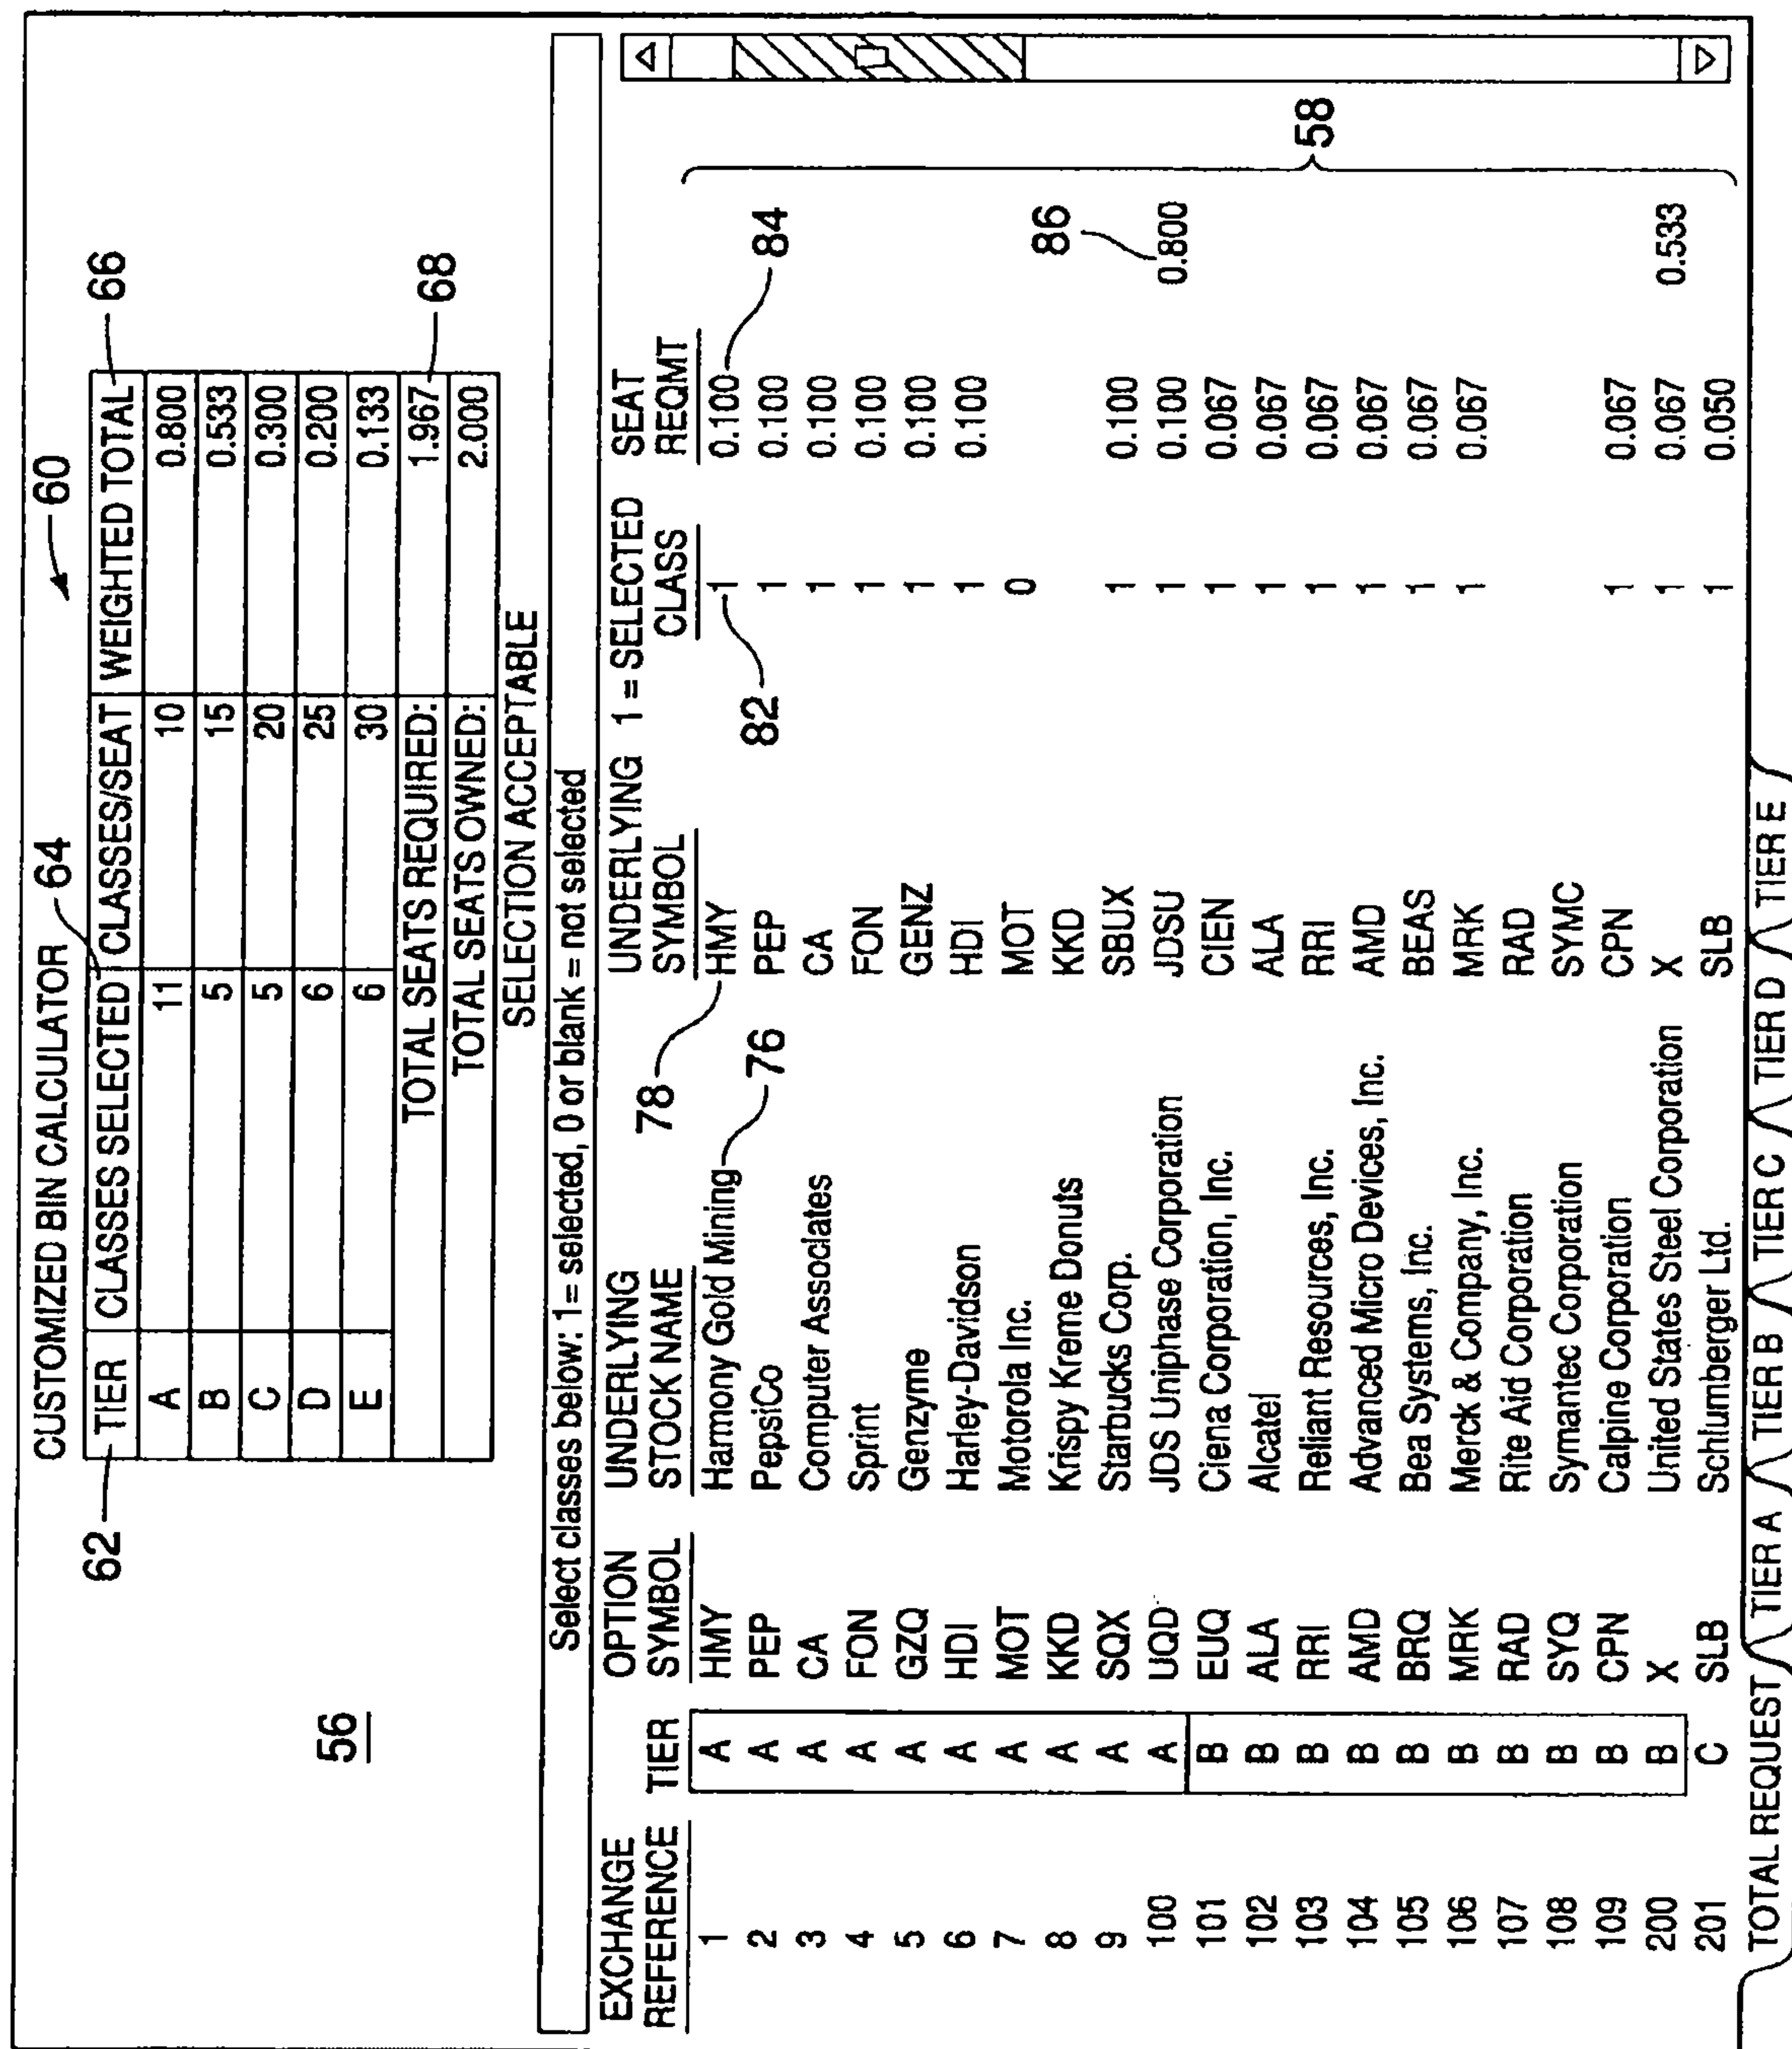 CUSTOMIZED BIN CALCULATOR 64 60
62 TIER CLASSES SELECTED CLASSES/SEAT WEIGHTED TOTAL 66
A 11 10 0.800
B 5 15 0.533
C 5 20 0.300
D 6 25 0.200
E 6 30 0.133
TOTAL SEATS REQUIRED: 1.967 68
TOTAL SEATS OWNED: 2.000
SELECTION ACCEPTABLE
56
Select classes below: 1= selected, 0 or blank = not selected
EXCHANGE OPTION UNDERLYING UNDERLYING 1 = SELECTED SEAT
REFERENCE TIER SYMBOL STOCK NAME SYMBOL CLASS REQMT
78 76 82 84
1 A HMY Harmony Gold Mining HMY 1 0.100
2 A PEP PepsiCo PEP 1 0.100
3 A CA Computer Associates CA 1 0.100
4 A FON Sprint FON 1 0.100
5 A GZQ Genzyme GENZ 1 0.100
6 A HDI Harley-Davidson HDI 1 0.100
7 A MOT Motorola Inc. MOT 0
8 A KKD Krispy Kreme Donuts KKD 86
9 A SQX Starbucks Corp. SBUX 1 0.100
100 A UQD JDS Uniphase Corporation JDSU 1 0.100 0.800
101 B EUQ Ciena Corporation, Inc. CIEN 1 0.067
102 B ALA Alcatel ALA 1 0.067
103 B RRI Reliant Resources, Inc. RRI 1 0.067 58
104 B AMD Advanced Micro Devices, Inc. AMD 1 0.067
105 B BRQ Bea Systems, Inc. BEAS 1 0.067
106 B MRK Merck & Company, Inc. MRK 1 0.067
107 B RAD Rite Aid Corporation RAD
108 B SYQ Symantec Corporation SYMC
109 B CPN Calpine Corporation CPN 1 0.067
200 B X United States Steel Corporation X 1 0.067 0.533
201 C SLB Schlumberger Ltd. SLB 1 0.050
TOTAL REQUEST TIER A TIER B TIER C TIER D TIER E